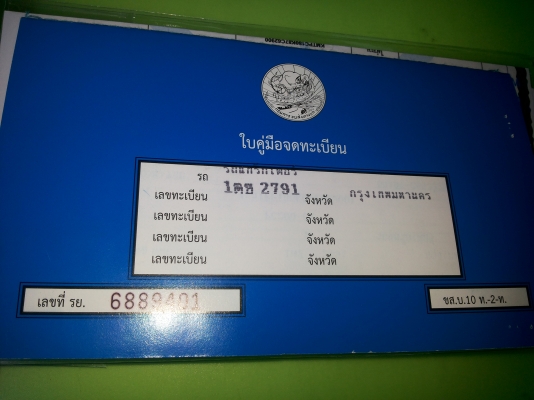 ใบคู่มือจดทะเบียน
รถ
เลขทะเบียน 1ตธ 2791 จังหวัด กรุงเทพมหานคร
เลขทะเบียน จังหวัด
เลขทะเบียน จังหวัด
เลขทะเบียน จังหวัด
เลขที่ รย. 6889401
ขส.บ.10 ท.-2-ท.